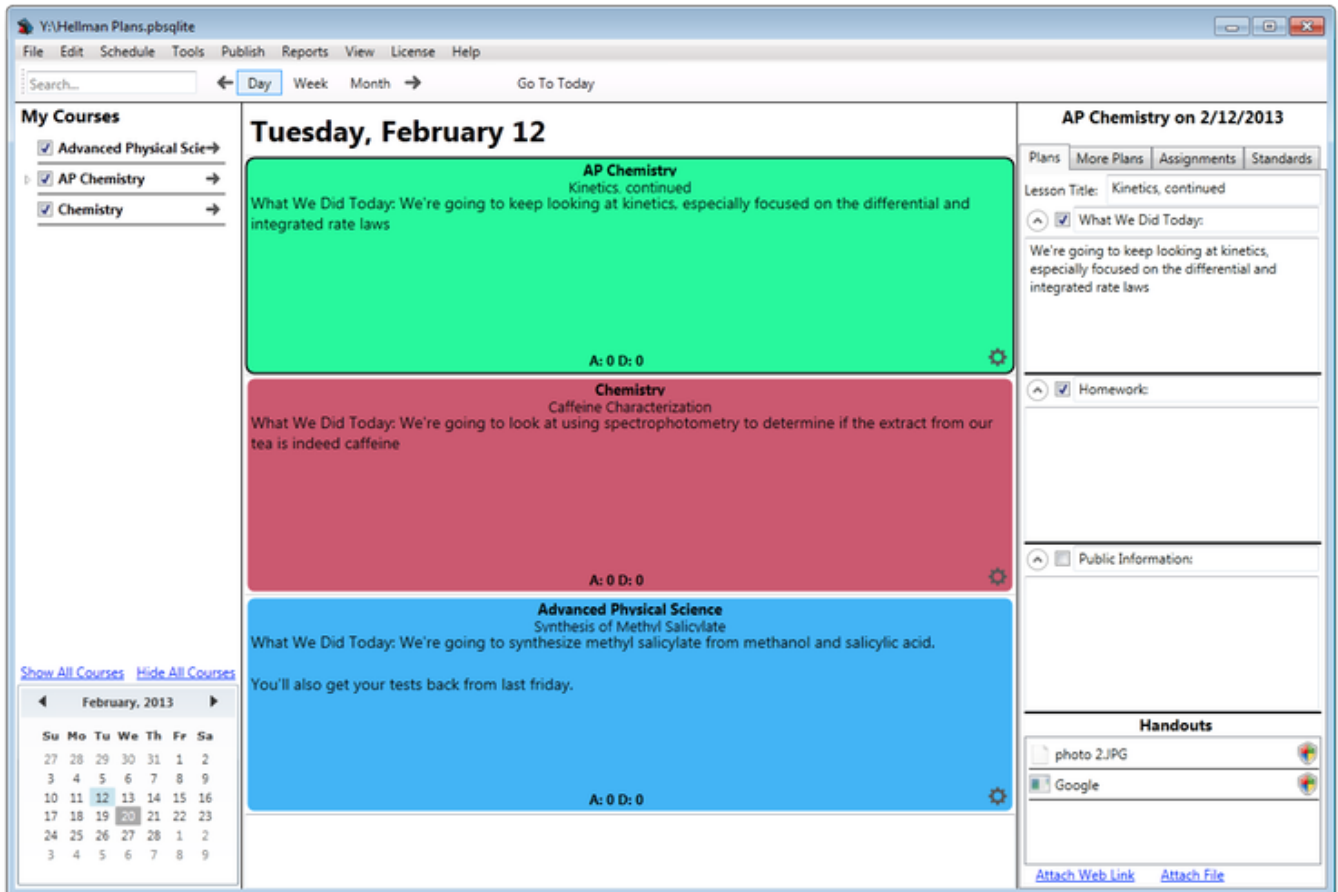 Y:\Hellman Plans.pbsqlite
File Edit Schedule Tools Publish Reports View License Help
Search... Day Week Month Go To Today
My Courses
Advanced Physical Scie
AP Chemistry
Chemistry
Show All Courses Hide All Courses
February, 2013
Su Mo Tu We Th Fr Sa
27 28 29 30 31 1 2
3 4 5 6 7 8 9
10 11 12 13 14 15 16
17 18 19 20 21 22 23
24 25 26 27 28 1 2
3 4 5 6 7 8 9
Tuesday, February 12
AP Chemistry
Kinetics, continued
What We Did Today: We're going to keep looking at kinetics, especially focused on the differential and
integrated rate laws
A: 0 D: 0
Chemistry
Caffeine Characterization
What We Did Today: We're going to look at using spectrophotometry to determine if the extract from our
tea is indeed caffeine
A: 0 D: 0
Advanced Physical Science
Synthesis of Methyl Salicylate
What We Did Today: We're going to synthesize methyl salicylate from methanol and salicylic acid.
You'll also get your tests back from last friday.
A: 0 D: 0
AP Chemistry on 2/12/2013
Plans More Plans Assignments Standards
Lesson Title: Kinetics, continued
What We Did Today:
We're going to keep looking at kinetics,
especially focused on the differential and
integrated rate laws
Homework:
Public Information:
Handouts
photo 2.JPG
Google
Attach Web Link Attach File